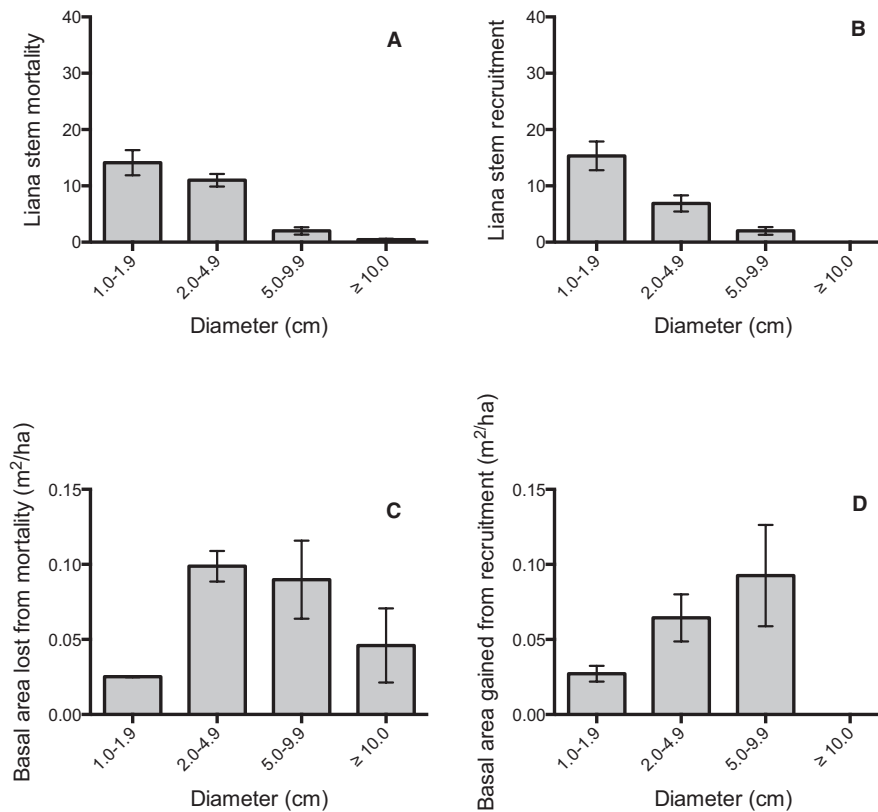 A
Liana stem mortality
40
30
20
10
0
1.0-1.9
2.0-4.9
5.0-9.9
≥ 10.0
Diameter (cm)
B
Liana stem recruitment
40
30
20
10
0
1.0-1.9
2.0-4.9
5.0-9.9
≥ 10.0
Diameter (cm)
C
Basal area lost from mortality (m²/ha)
0.15
0.10
0.05
0.00
1.0-1.9
2.0-4.9
5.0-9.9
≥ 10.0
Diameter (cm)
D
Basal area gained from recruitment (m²/ha)
0.15
0.10
0.05
0.00
1.0-1.9
2.0-4.9
5.0-9.9
≥ 10.0
Diameter (cm)